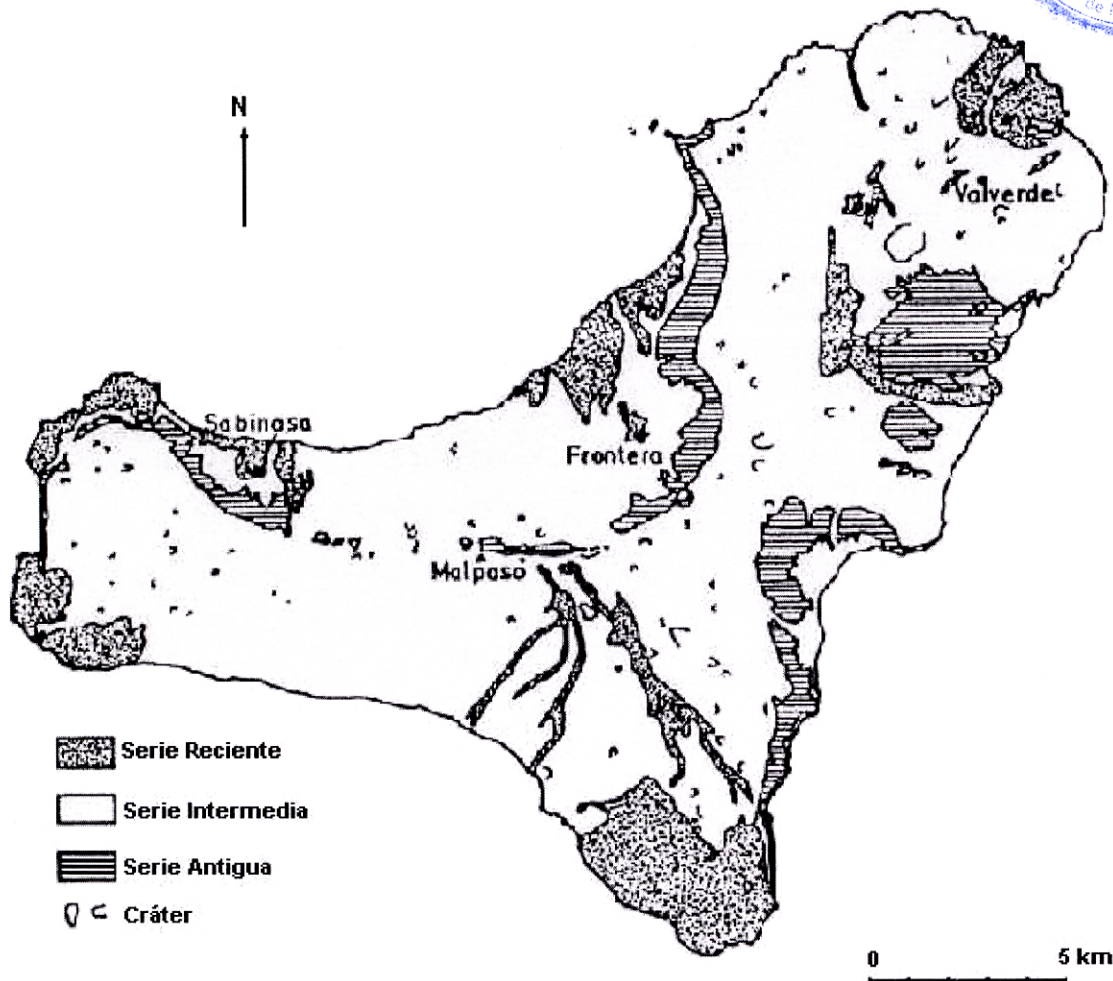 N
Valverde
Sabinosa
Frontera
Malpaso
Serie Reciente
Serie Intermedia
Serie Antigua
Cráter
0 5 km